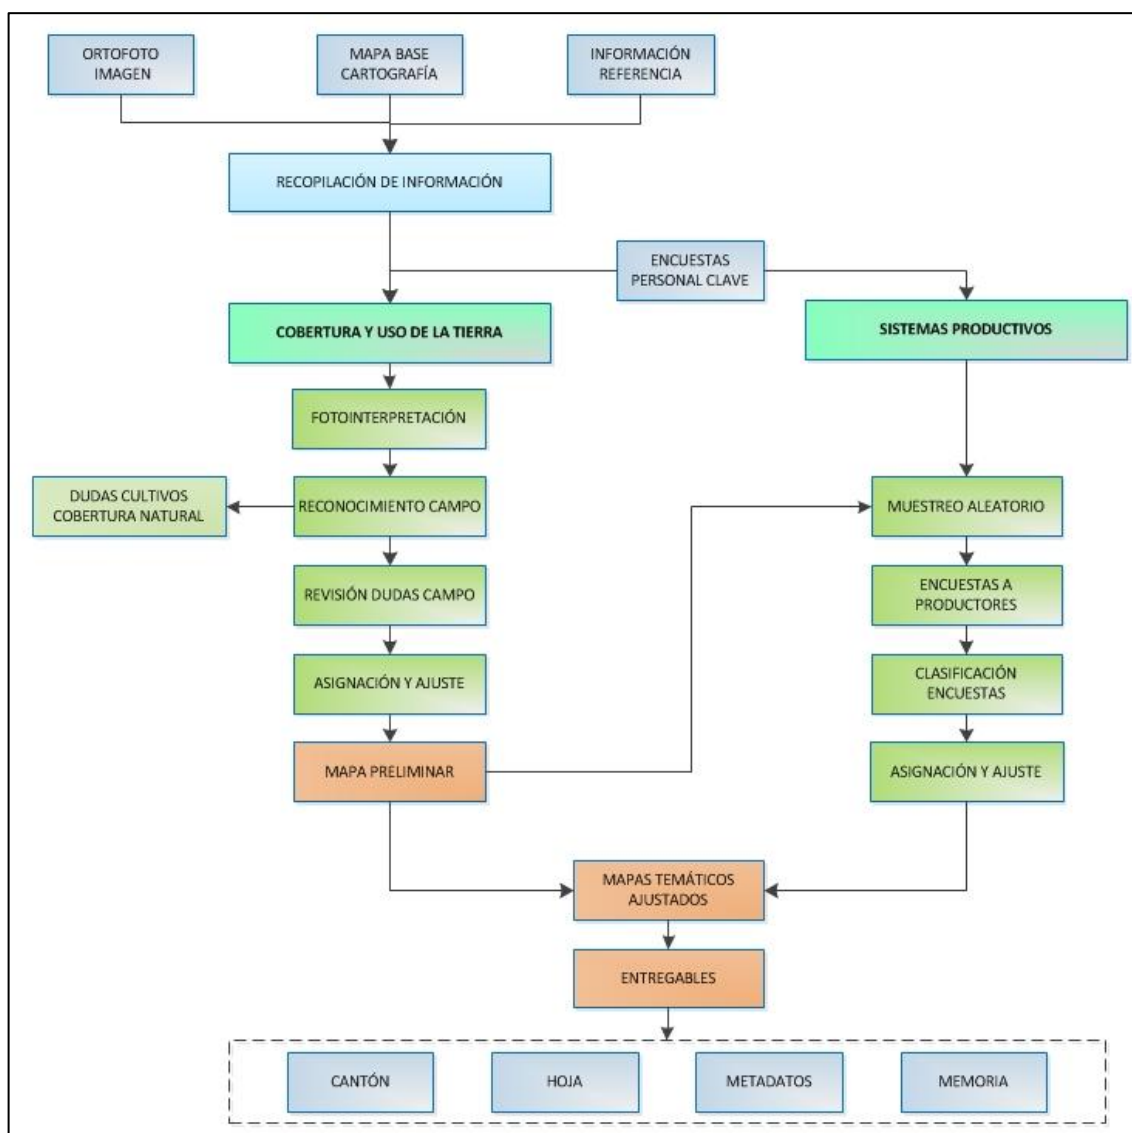 ORTOFOTO
IMAGEN
MAPA BASE
CARTOGRAFÍA
INFORMACIÓN
REFERENCIA
RECOPILACIÓN DE INFORMACIÓN
ENCUESTAS
PERSONAL CLAVE
COBERTURA Y USO DE LA TIERRA
SISTEMAS PRODUCTIVOS
FOTOINTERPRETACIÓN
DUDAS CULTIVOS
COBERTURA NATURAL
RECONOCIMIENTO CAMPO
MUESTREO ALEATORIO
REVISIÓN DUDAS CAMPO
ENCUESTAS A
PRODUCTORES
ASIGNACIÓN Y AJUSTE
CLASIFICACIÓN
ENCUESTAS
MAPA PRELIMINAR
ASIGNACIÓN Y AJUSTE
MAPAS TEMÁTICOS
AJUSTADOS
ENTREGABLES
CANTÓN
HOJA
METADATOS
MEMORIA